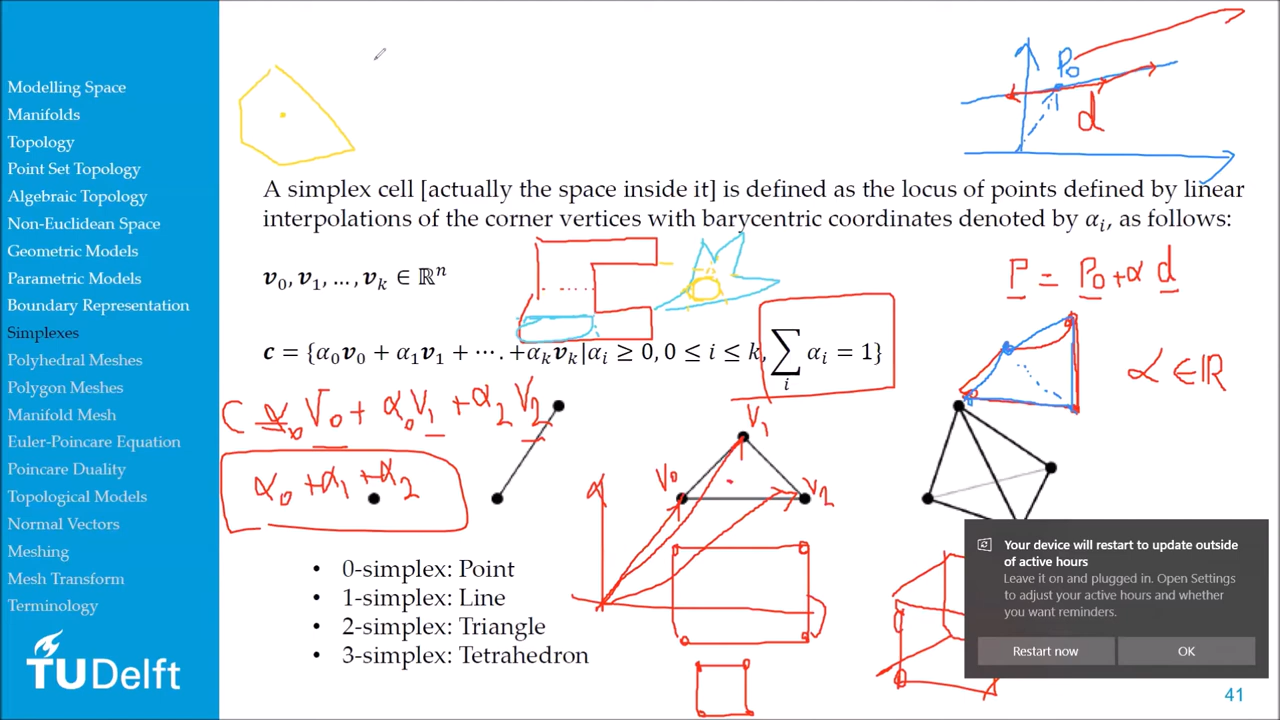 Modelling Space
Manifolds
Topology
Point Set Topology
Algebraic Topology
Non-Euclidean Space
Geometric Models
Parametric Models
Boundary Representation
Simplexes
Polyhedral Meshes
Polygon Meshes
Manifold Mesh
Euler-Poincare Equation
Poincare Duality
Topological Models
Normal Vectors
Meshing
Mesh Transform
Terminology
TUDelft
P₀
d
A simplex cell [actually the space inside it] is defined as the locus of points defined by linear
interpolations of the corner vertices with barycentric coordinates denoted by αᵢ, as follows:
v₀, v₁, …, vₖ ∈ ℝⁿ
P = P₀ + α d
c = {α₀v₀ + α₁v₁ + ⋯. +αₖvₖ|αᵢ ≥ 0, 0 ≤ i ≤ k, ∑ᵢ αᵢ = 1}
α ∈ ℝ
V₀ + α₀V₁ + α₂V₂
V₁
α₀ + α₁ + α₂
V₀
V₂
• 0-simplex: Point
• 1-simplex: Line
• 2-simplex: Triangle
• 3-simplex: Tetrahedron
Your device will restart to update outside
of active hours
Leave it on and plugged in. Open Settings
to adjust your active hours and whether
you want reminders.
Restart now
OK
41